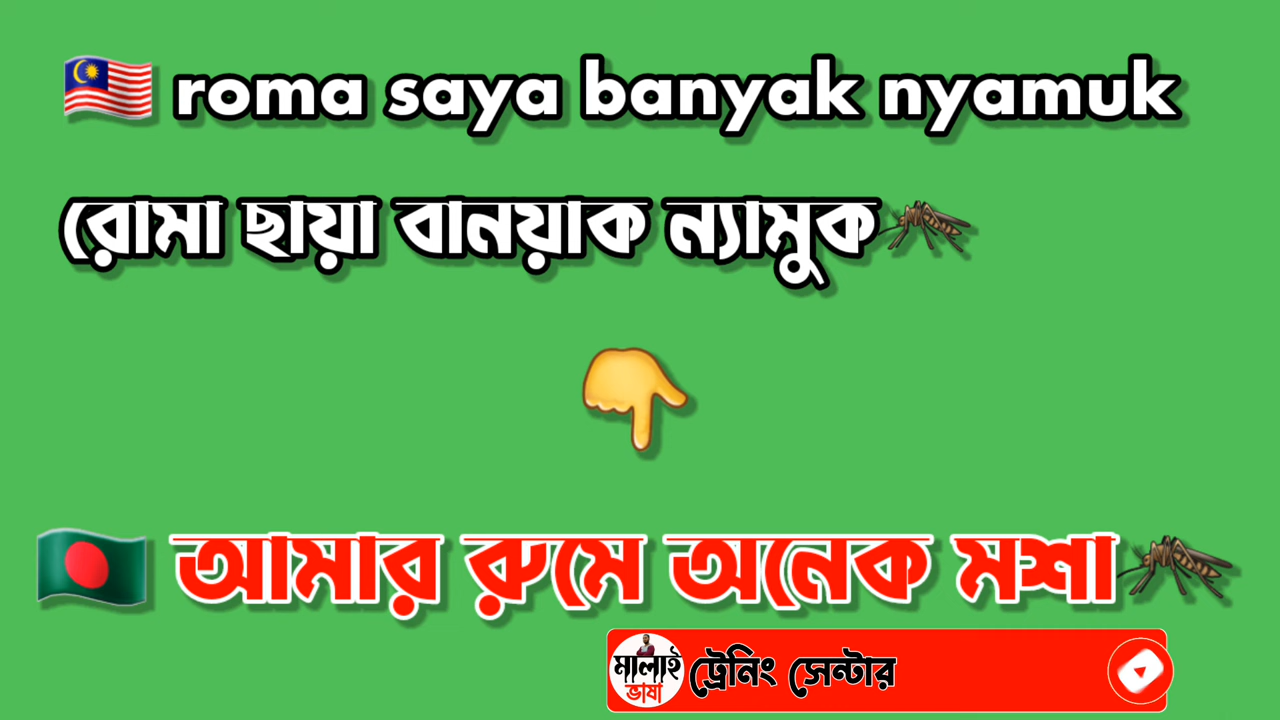 roma saya banyak nyamuk
রোমা ছায়া বানয়াক ন্যামুক
আমার রুমে অনেক মশা
মালাই
ভাষা
ট্রেনিং সেন্টার